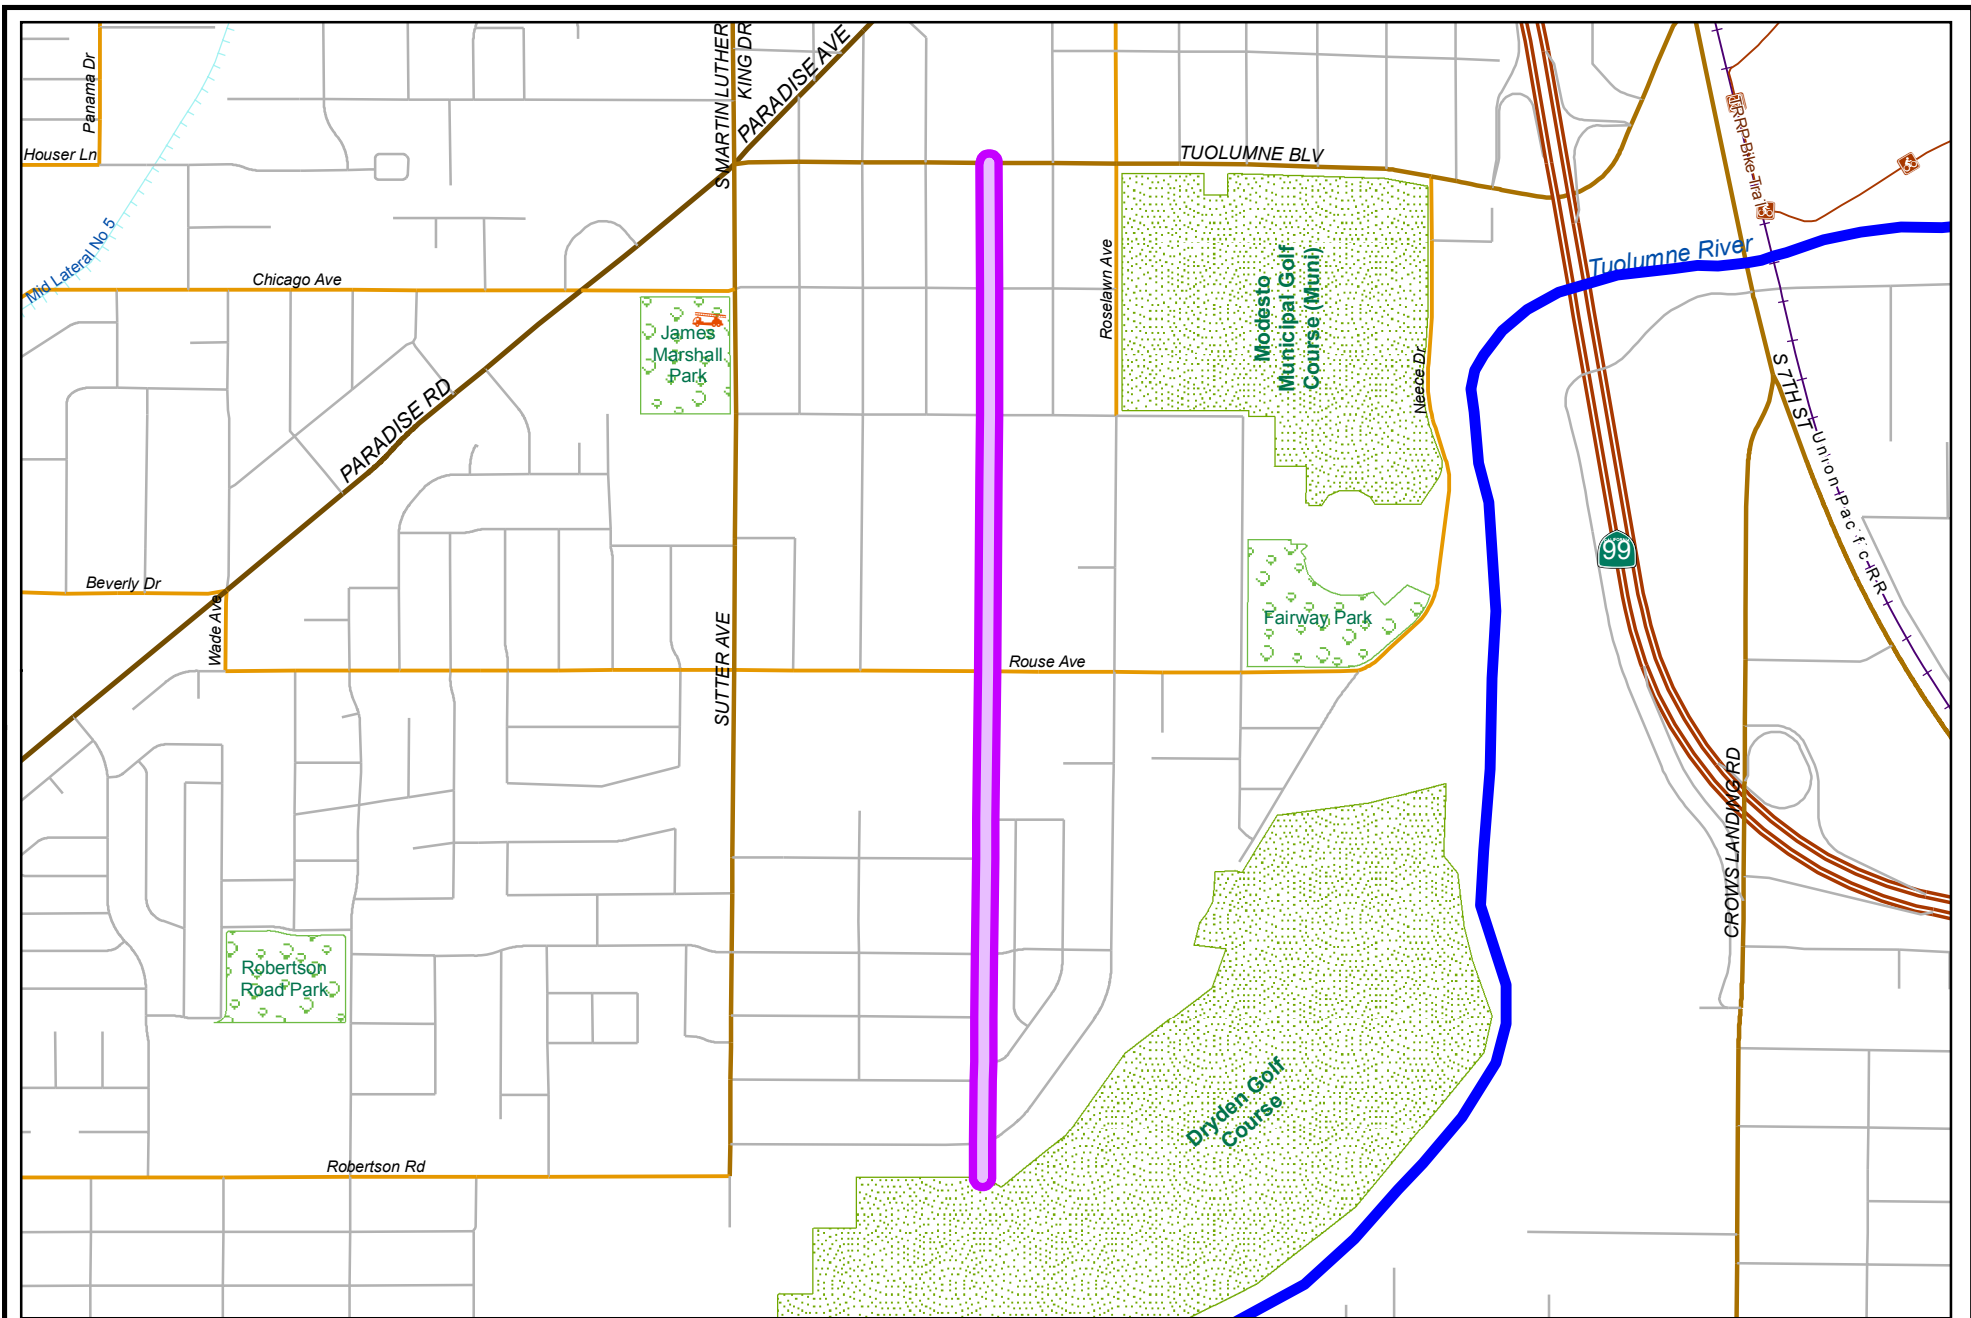 Panama Dr
Houser Ln
Mid Lateral No 5
S MARTIN LUTHER
KING DR
PARADISE AVE
TUOLUMNE BLV
TRRP-Bike-Tira
Tuolumne River
Chicago Ave
James
Marshall
Park
Roselawn Ave
Modesto
Municipal Golf
Course (Muni)
Neece Dr
S 7TH ST
Union Pacific RR
PARADISE RD
99
Beverly Dr
Wade Ave
Fairway Park
SUTTER AVE
Rouse Ave
CROWS LANDING RD
Robertson
Road Park
Dryden Golf
Course
Robertson Rd